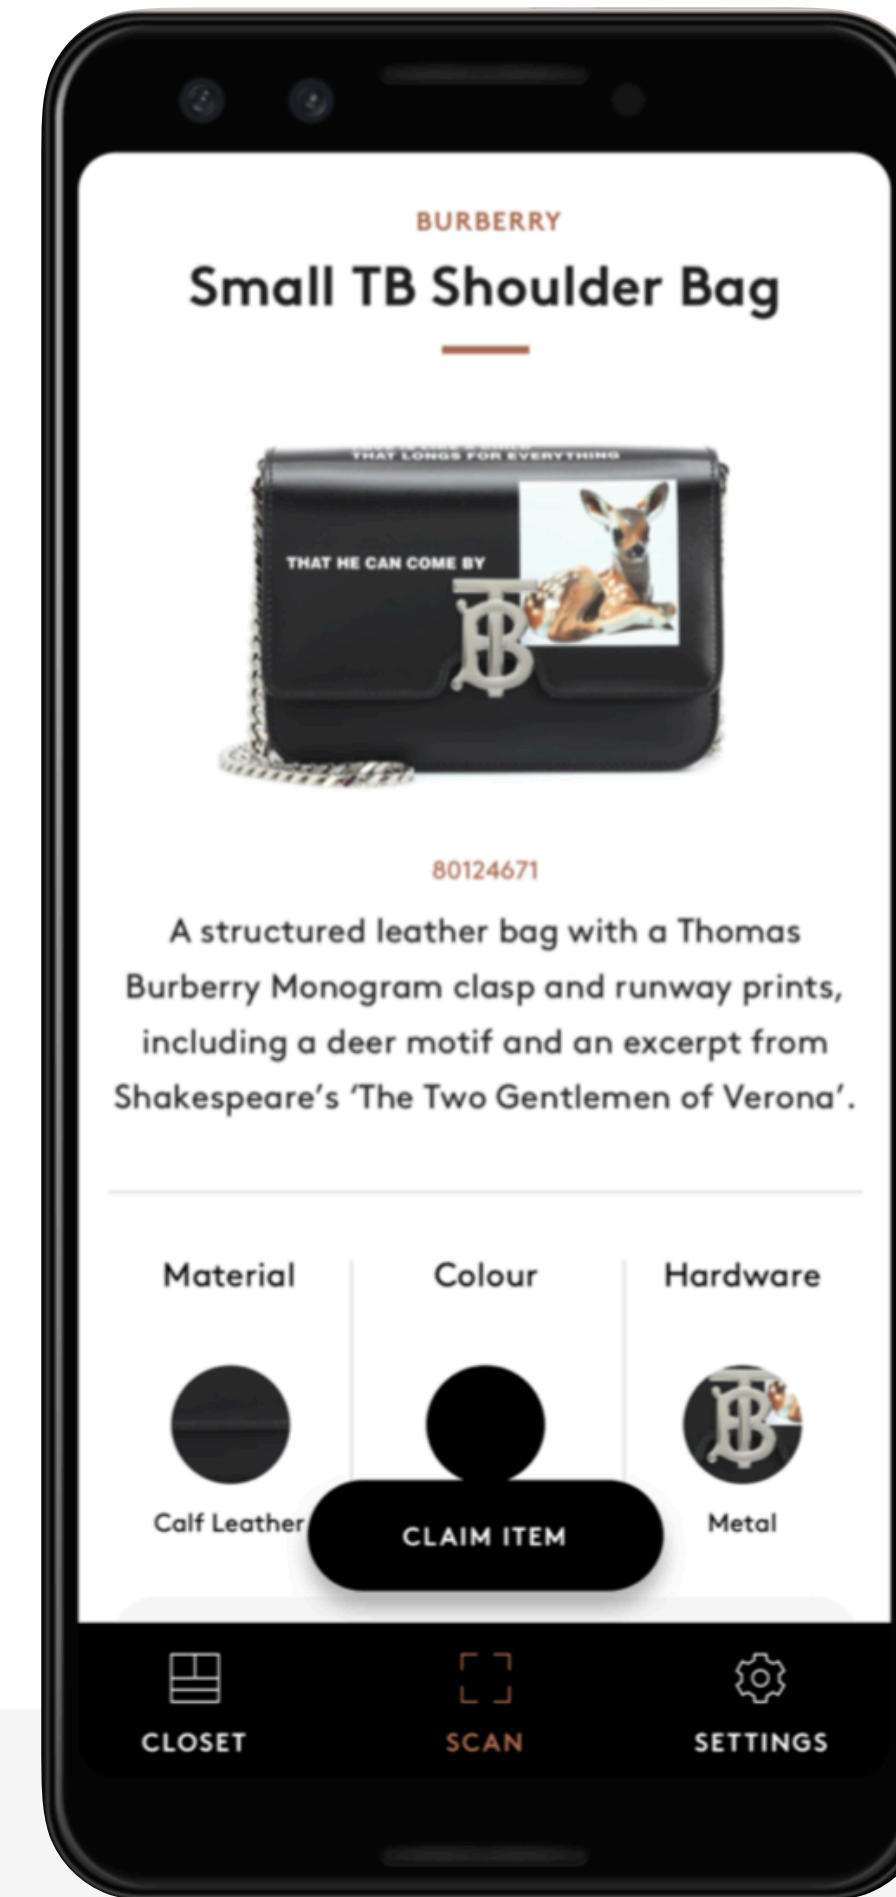 BURBERRY
Small TB Shoulder Bag
THAT LONGS FOR EVERYTHING
THAT HE CAN COME BY
TB
80124671
A structured leather bag with a Thomas
Burberry Monogram clasp and runway prints,
including a deer motif and an excerpt from
Shakespeare’s ‘The Two Gentlemen of Verona’.
Material Colour Hardware
TB
Calf Leather Metal
CLAIM ITEM
CLOSET SCAN SETTINGS